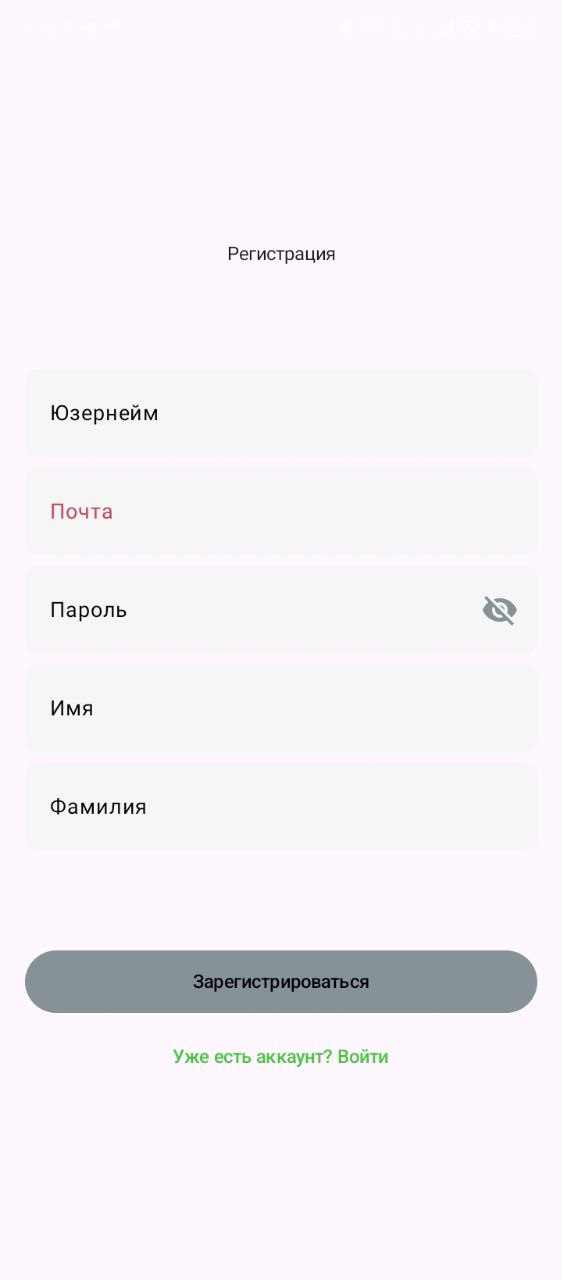 Регистрация
Юзернейм
Почта
Пароль
Имя
Фамилия
Зарегистрироваться
Уже есть аккаунт? Войти